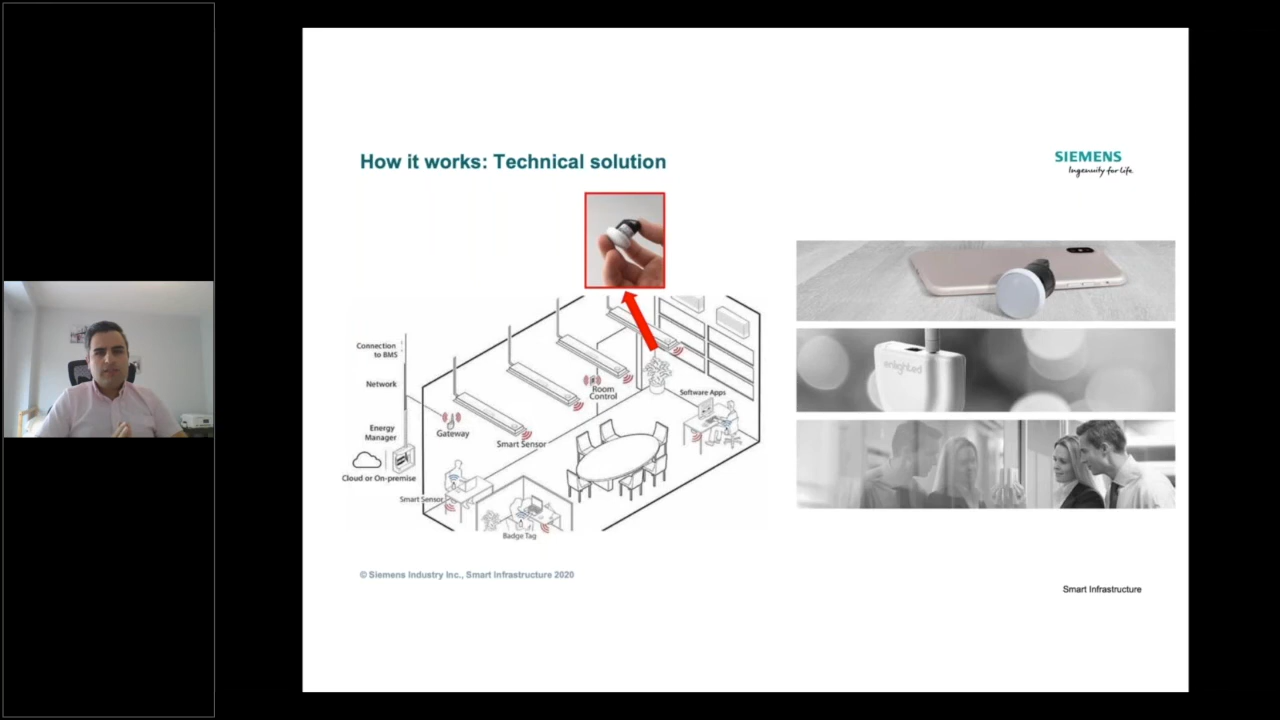 How it works: Technical solution
SIEMENS
Ingenuity for life
Connection
to BMS
Network
Energy
Manager
Cloud or On-premise
Gateway
Smart Sensor
Room
Control
Software Apps
Smart Sensor
Badge Tag
enlighted
© Siemens Industry Inc., Smart Infrastructure 2020
Smart Infrastructure